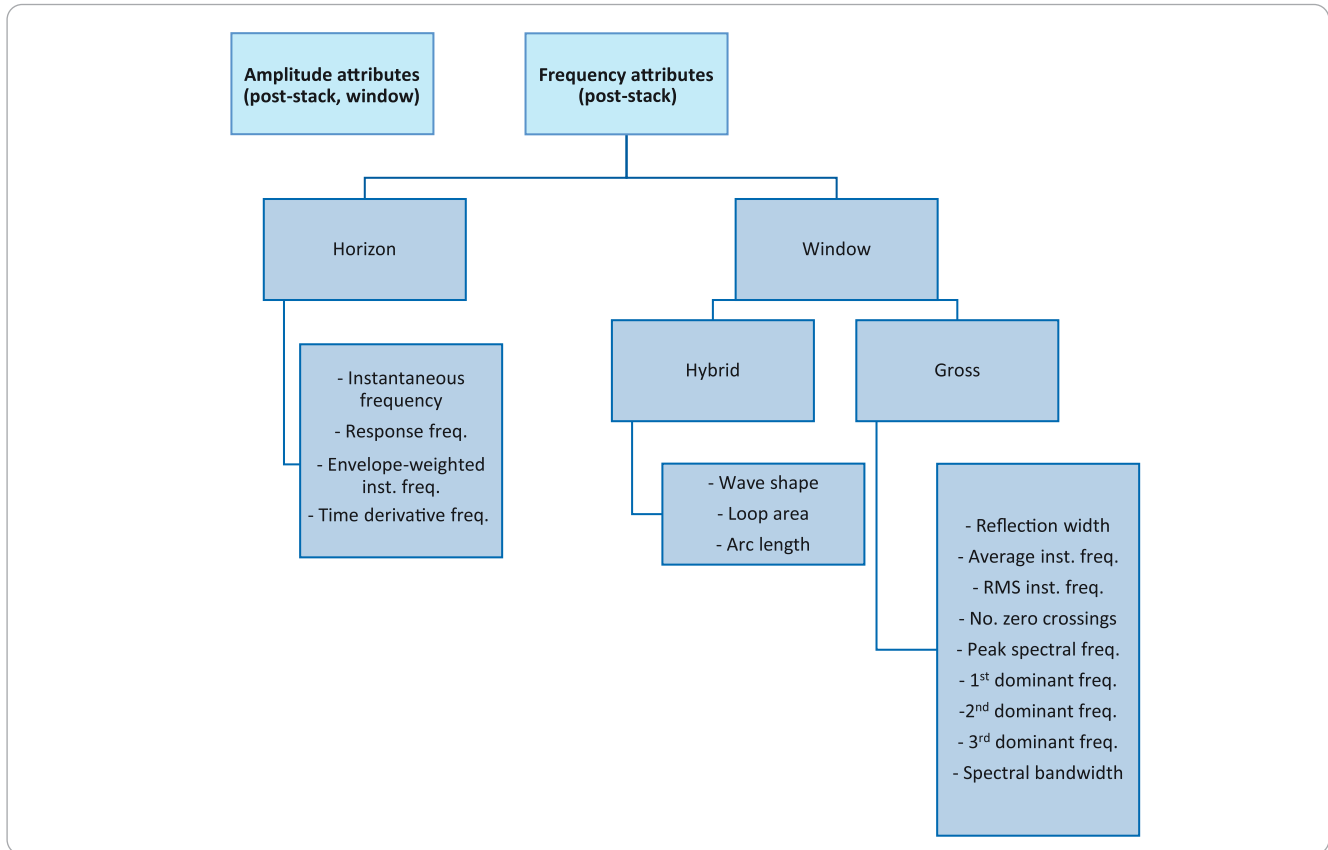 Amplitude attributes
(post-stack, window)
Frequency attributes
(post-stack)
Horizon
Window
- Instantaneous
frequency
- Response freq.
- Envelope-weighted
inst. freq.
- Time derivative freq.
Hybrid
Gross
- Wave shape
- Loop area
- Arc length
- Reflection width
- Average inst. freq.
- RMS inst. freq.
- No. zero crossings
- Peak spectral freq.
- 1st dominant freq.
-2nd dominant freq.
- 3rd dominant freq.
- Spectral bandwidth